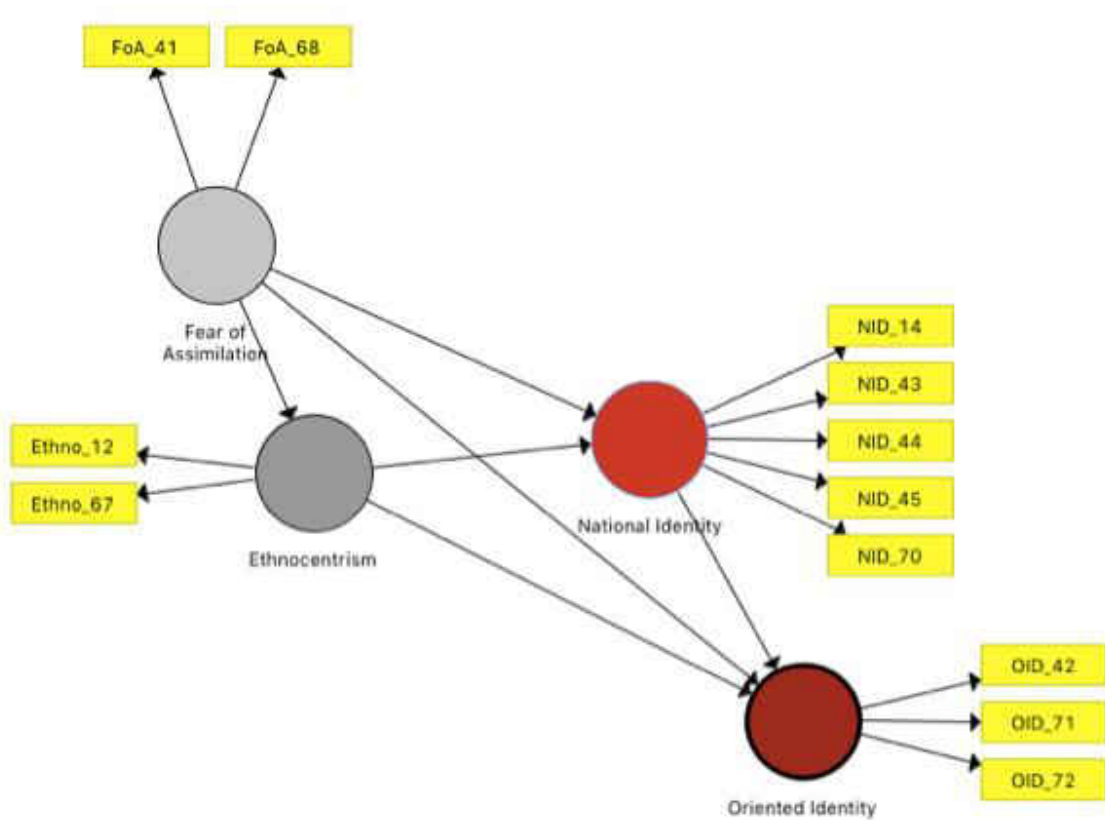 FoA_41
FoA_68
Fear of
Assimilation
Ethno_12
Ethno_67
Ethnocentrism
National Identity
NID_14
NID_43
NID_44
NID_45
NID_70
OID_42
OID_71
OID_72
Oriented Identity